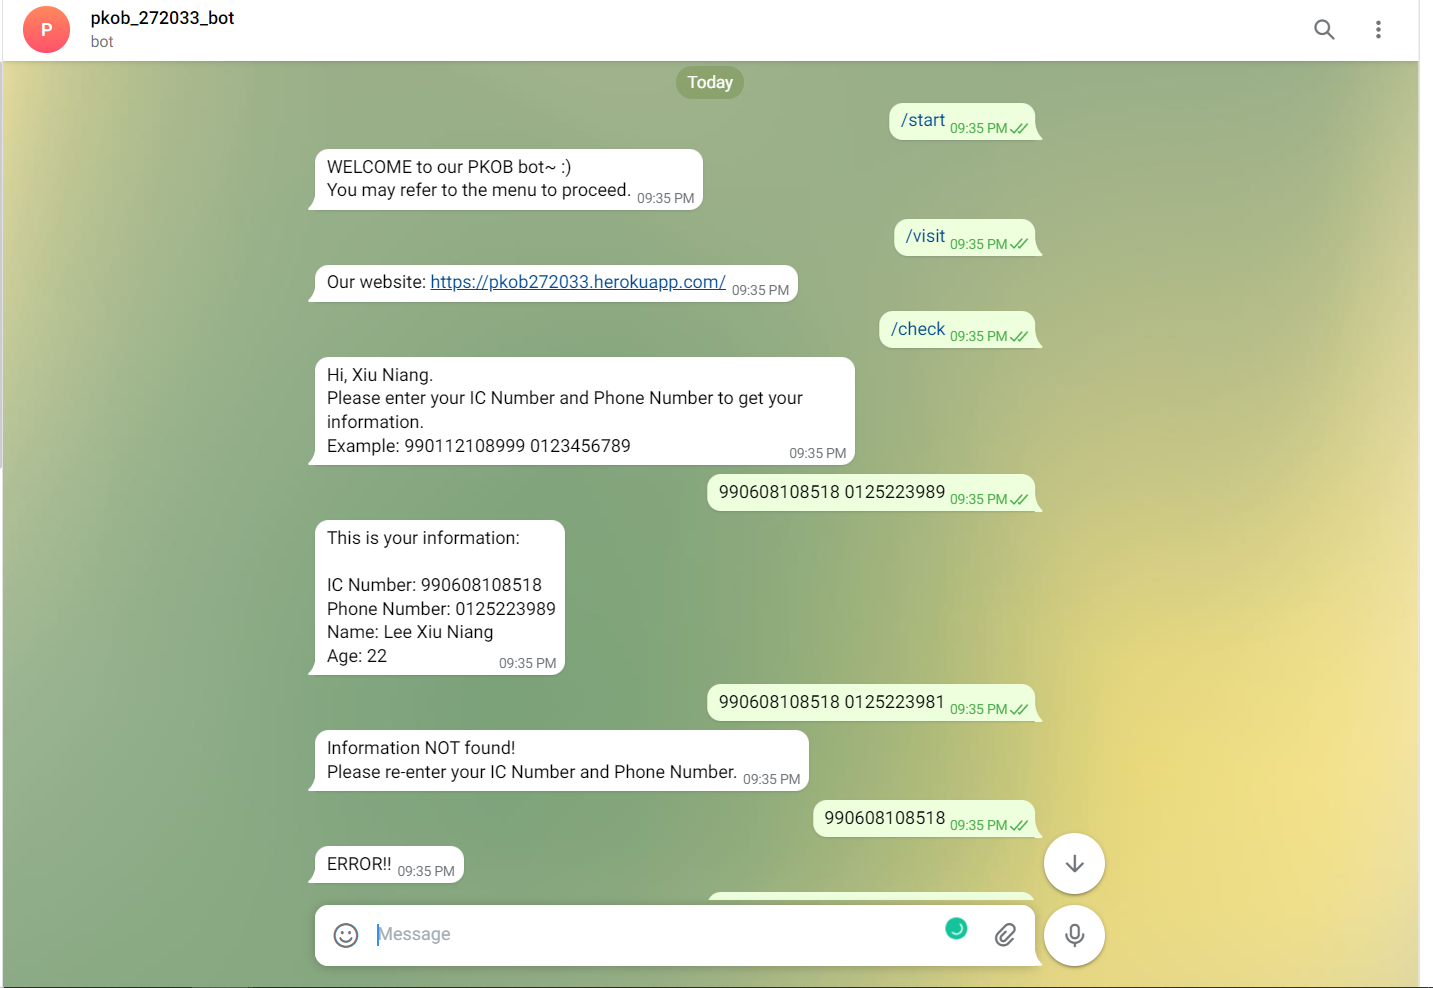 P
pkob_272033_bot
bot
Today
/start 09:35 PM
WELCOME to our PKOB bot~ :)
You may refer to the menu to proceed. 09:35 PM
/visit 09:35 PM
Our website: https://pkob272033.herokuapp.com/ 09:35 PM
/check 09:35 PM
Hi, Xiu Niang.
Please enter your IC Number and Phone Number to get your
information.
Example: 990112108999 0123456789 09:35 PM
990608108518 0125223989 09:35 PM
This is your information:
IC Number: 990608108518
Phone Number: 0125223989
Name: Lee Xiu Niang
Age: 22 09:35 PM
990608108518 0125223981 09:35 PM
Information NOT found!
Please re-enter your IC Number and Phone Number. 09:35 PM
990608108518 09:35 PM
ERROR!! 09:35 PM
Message